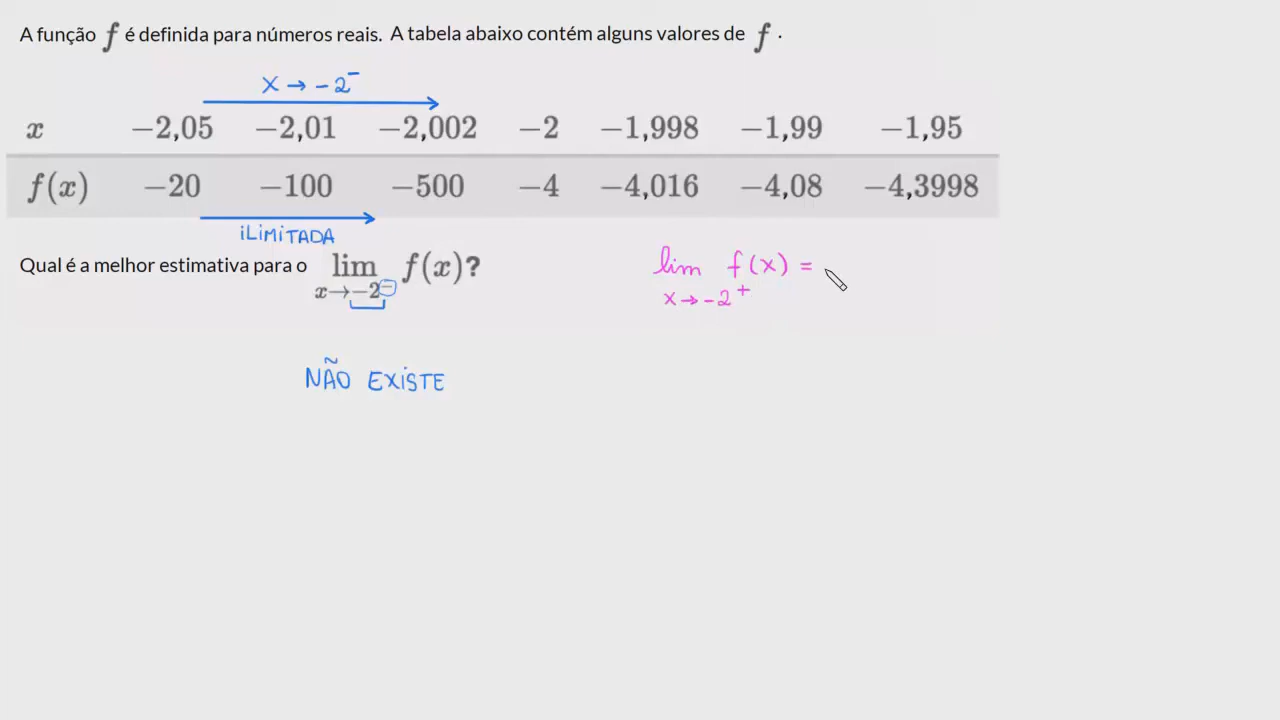 A função f é definida para números reais. A tabela abaixo contém alguns valores de f.
x → -2⁻
x −2,05 −2,01 −2,002 −2 −1,998 −1,99 −1,95
f(x) −20 −100 −500 −4 −4,016 −4,08 −4,3998
iLiMiTADA
Qual é a melhor estimativa para o lim x→−2⁻ f(x)?
lim x→-2⁺ f(x) =
NÃO EXiSTE